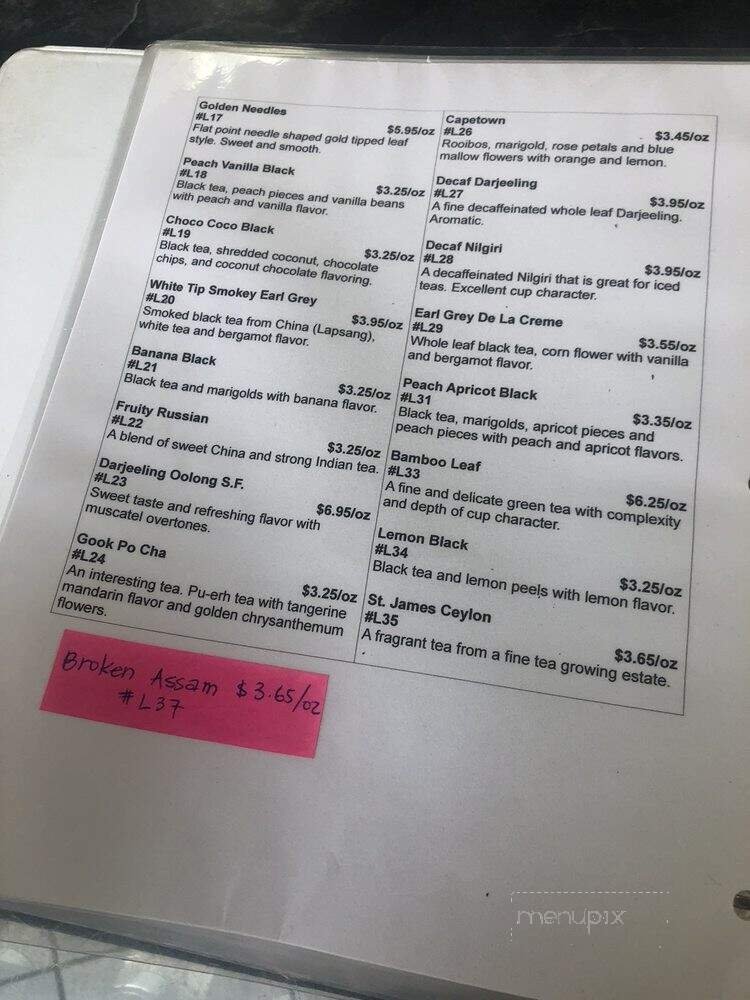 Golden Needles
#L17
$5.95/oz
Flat point needle shaped gold tipped leaf
style. Sweet and smooth.
Peach Vanilla Black
#L18
$3.25/oz
Black tea, peach pieces and vanilla beans
with peach and vanilla flavor.
Choco Coco Black
#L19
$3.25/oz
Black tea, shredded coconut, chocolate
chips, and coconut chocolate flavoring.
White Tip Smokey Earl Grey
#L20
$3.95/oz
Smoked black tea from China (Lapsang),
white tea and bergamot flavor.
Banana Black
#L21
$3.25/oz
Black tea and marigolds with banana flavor.
Fruity Russian
#L22
$3.25/oz
A blend of sweet China and strong Indian tea.
Darjeeling Oolong S.F.
#L23
$6.95/oz
Sweet taste and refreshing flavor with
muscatel overtones.
Gook Po Cha
#L24
$3.25/oz
An interesting tea. Pu-erh tea with tangerine
mandarin flavor and golden chrysanthemum
flowers.
Capetown
#L26
$3.45/oz
Rooibos, marigold, rose petals and blue
mallow flowers with orange and lemon.
Decaf Darjeeling
#L27
$3.95/oz
A fine decaffeinated whole leaf Darjeeling.
Aromatic.
Decaf Nilgiri
#L28
$3.95/oz
A decaffeinated Nilgiri that is great for iced
teas. Excellent cup character.
Earl Grey De La Creme
#L29
$3.55/oz
Whole leaf black tea, corn flower with vanilla
and bergamot flavor.
Peach Apricot Black
#L31
$3.35/oz
Black tea, marigolds, apricot pieces and
peach pieces with peach and apricot flavors.
Bamboo Leaf
#L33
$6.25/oz
A fine and delicate green tea with complexity
and depth of cup character.
Lemon Black
#L34
$3.25/oz
Black tea and lemon peels with lemon flavor.
St. James Ceylon
#L35
$3.65/oz
A fragrant tea from a fine tea growing estate.
Broken Assam $3.65/oz
#L37
menupix